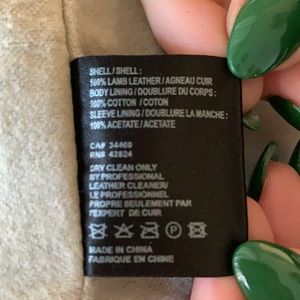 SHELL / SHELL :
100% LAMB LEATHER / AGNEAU CUIR
BODY LINING / DOUBLURE DU CORPS :
100% COTTON / COTON
SLEEVE LINING / DOUBLURE LA MANCHE :
100% ACETATE / ACETATE
CA# 34469
RN# 42824
DRY CLEAN ONLY
BY PROFESSIONAL
LEATHER CLEANER/
LE PROFESSIONNEL
PROPRE SEULEMENT PAR
L'EXPERT DE CUIR
MADE IN CHINA
FABRIQUE EN CHINE